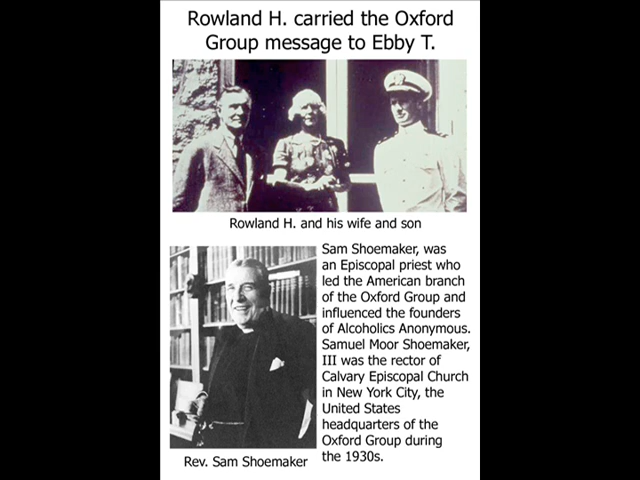 Rowland H. carried the Oxford
Group message to Ebby T.
Rowland H. and his wife and son
Sam Shoemaker, was
an Episcopal priest who
led the American branch
of the Oxford Group and
influenced the founders
of Alcoholics Anonymous.
Samuel Moor Shoemaker,
III was the rector of
Calvary Episcopal Church
in New York City, the
United States
headquarters of the
Oxford Group during
the 1930s.
Rev. Sam Shoemaker